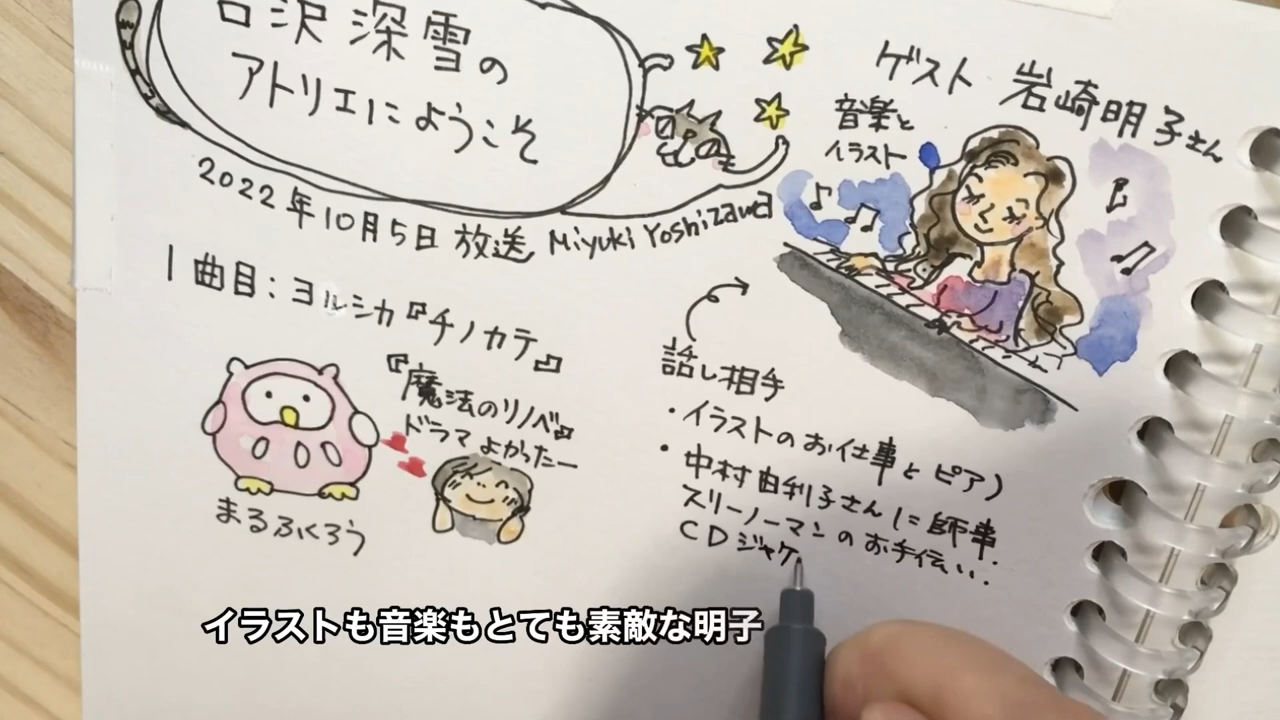 吉沢深雪の
アトリエにようこそ
2022年10月5日放送 Miyuki Yoshizawa
ゲスト 岩崎明子さん
音楽と
イラスト
1曲目:ヨルシカ『チノカテ』
『魔法のリノベ』
ドラマよかったー
まるふくろう
話し相手
・イラストのお仕事とピアノ
・中村由利子さんに師事
スリーノーマンのお手伝い.
CDジャケ
イラストも音楽もとても素敵な明子